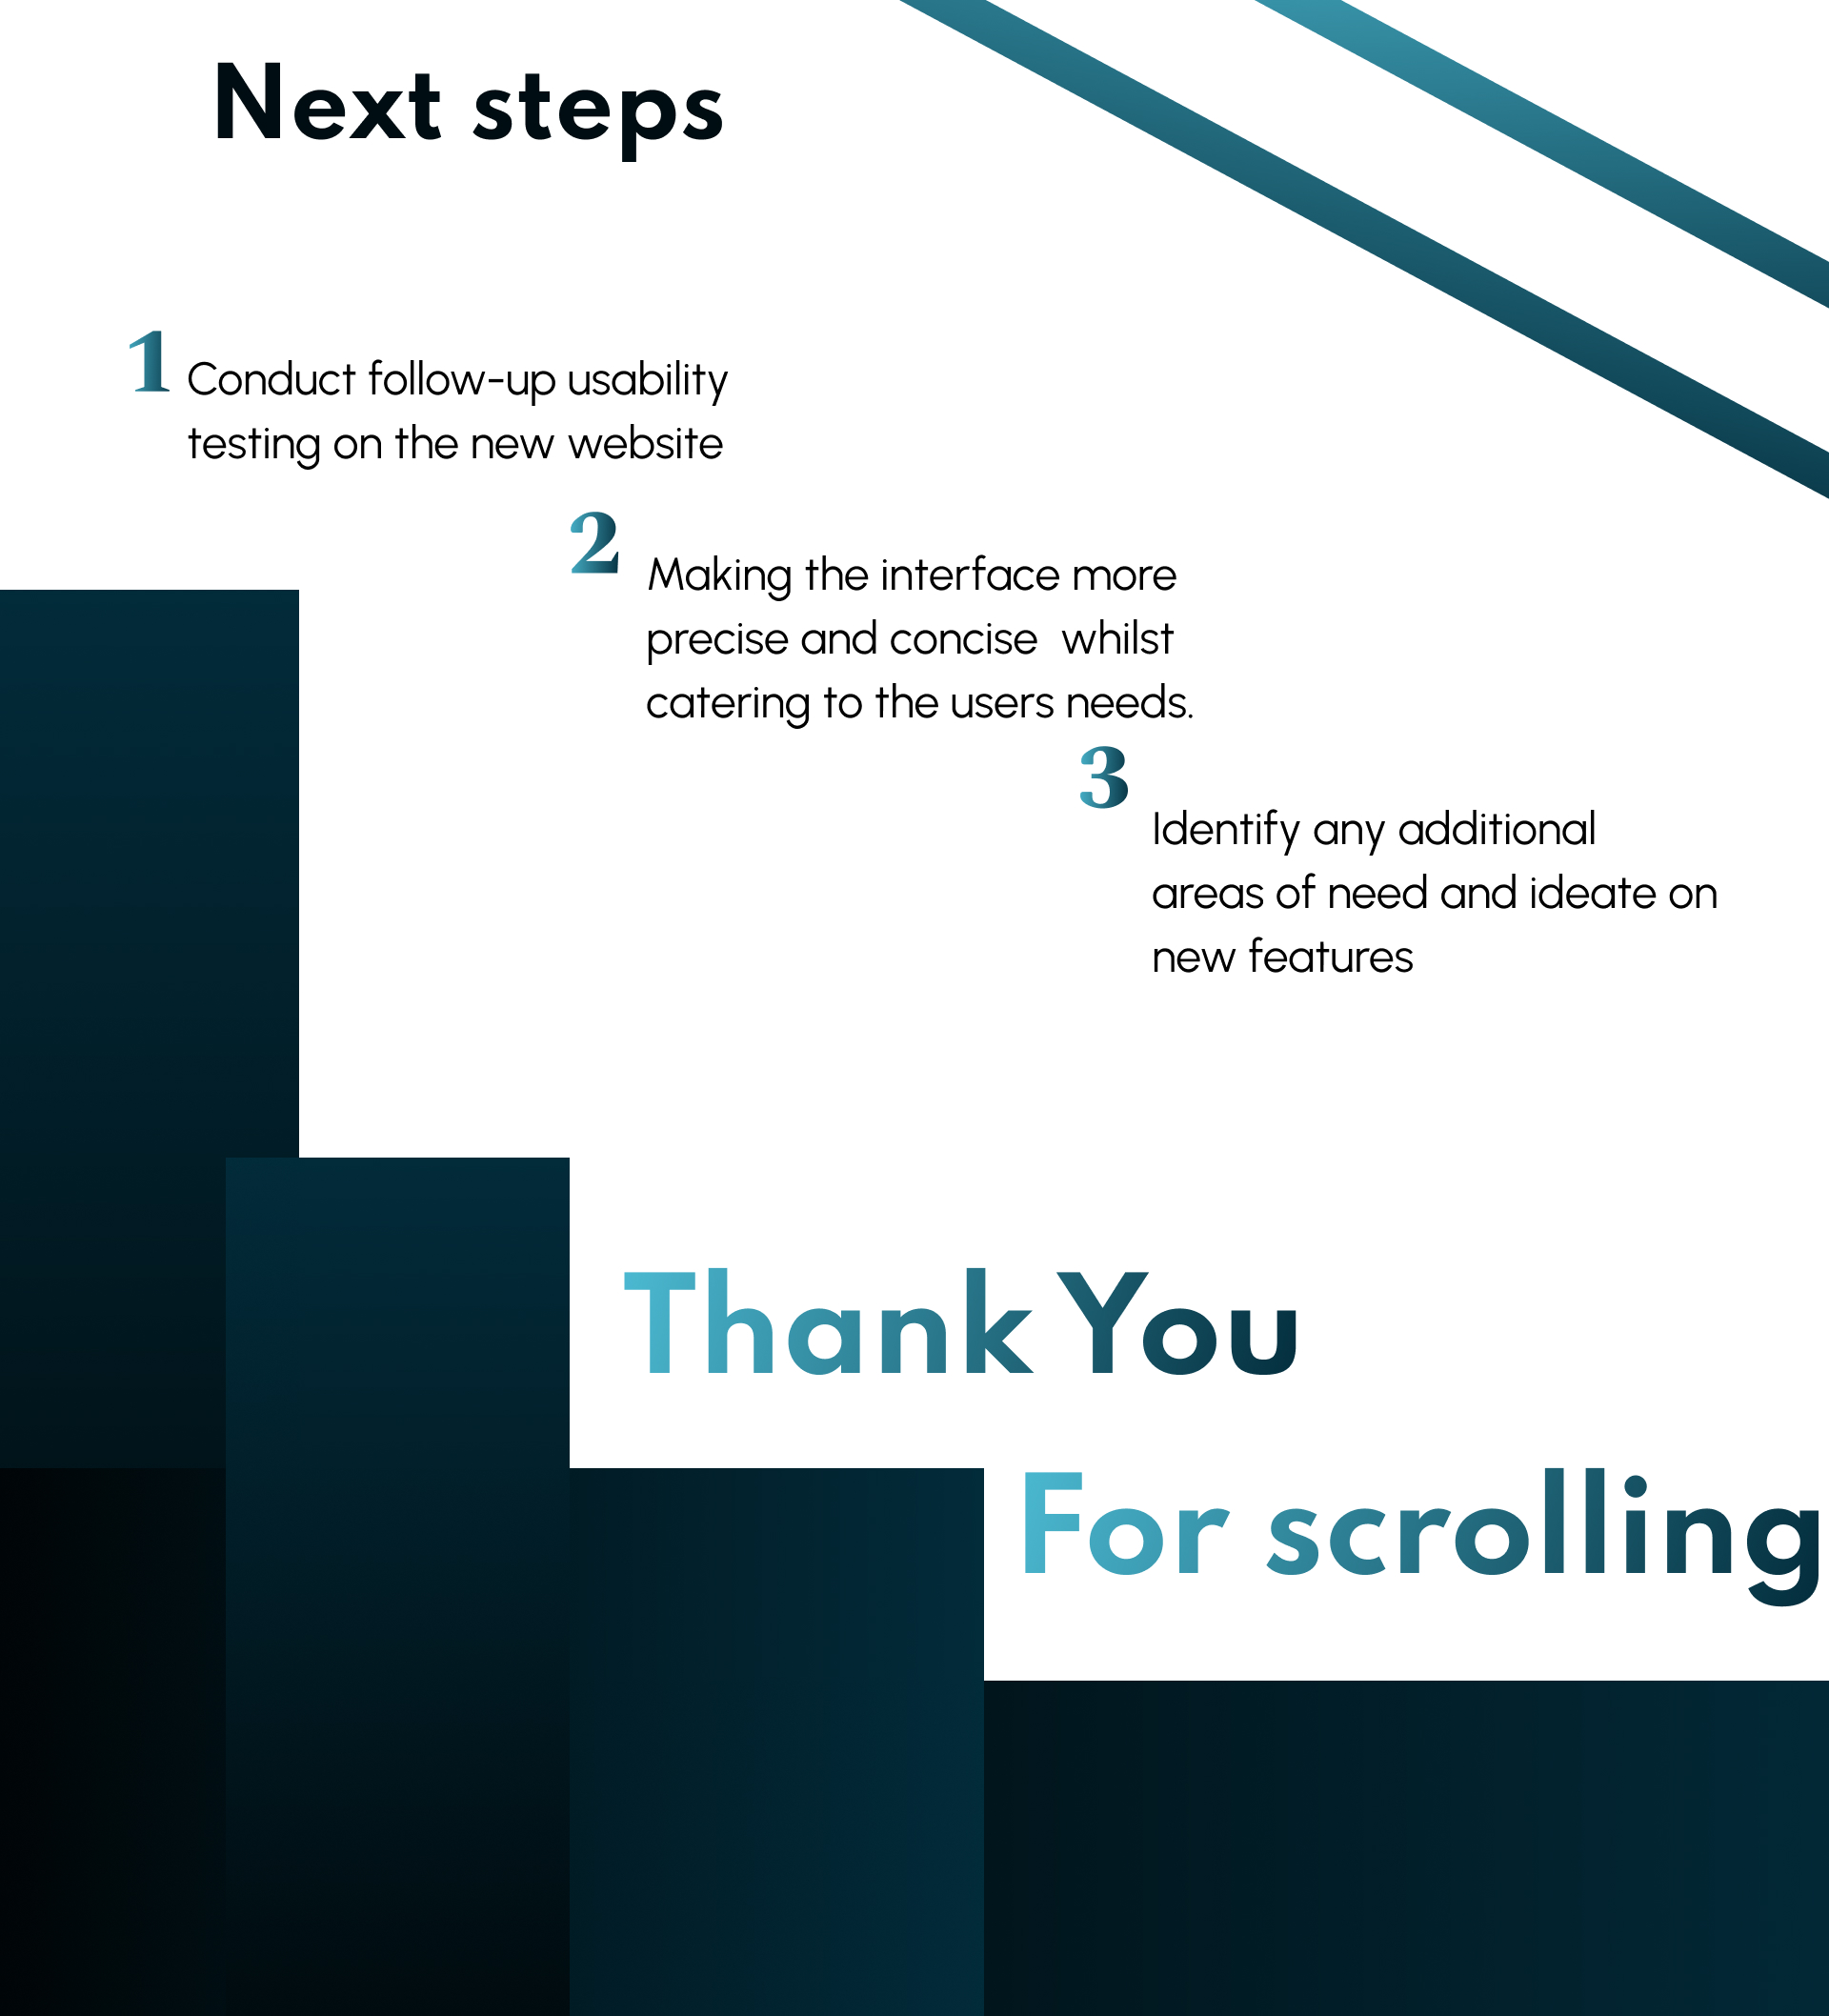 Next steps
1
Conduct follow-up usability
testing on the new website
2
Making the interface more
precise and concise  whilst
catering to the users needs.
3
Identify any additional
areas of need and ideate on
new features
Thank You
For scrolling